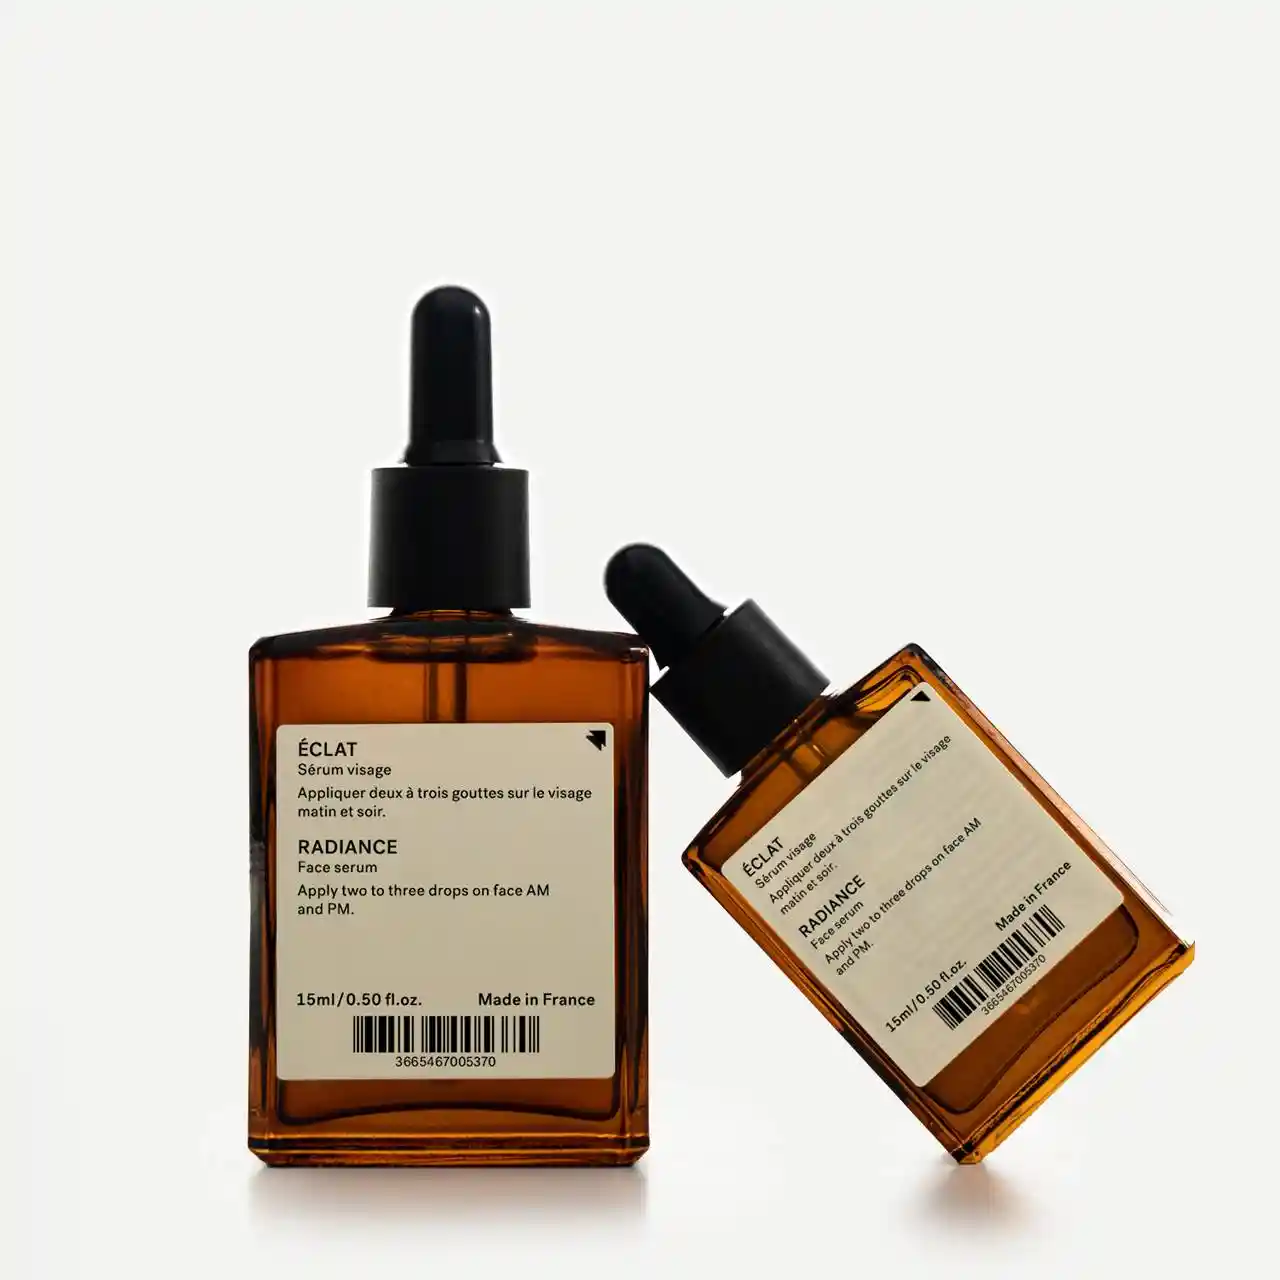 ÉCLAT
Sérum visage
Appliquer deux à trois gouttes sur le visage
matin et soir.
RADIANCE
Face serum
Apply two to three drops on face AM
and PM.
15ml/0.50 fl.oz. Made in France
3665467005370
ÉCLAT
Sérum visage
Appliquer deux à trois gouttes sur le visage
matin et soir.
RADIANCE
Face serum
Apply two to three drops on face AM
and PM.
15ml/0.50 fl.oz. Made in France
3665467005370